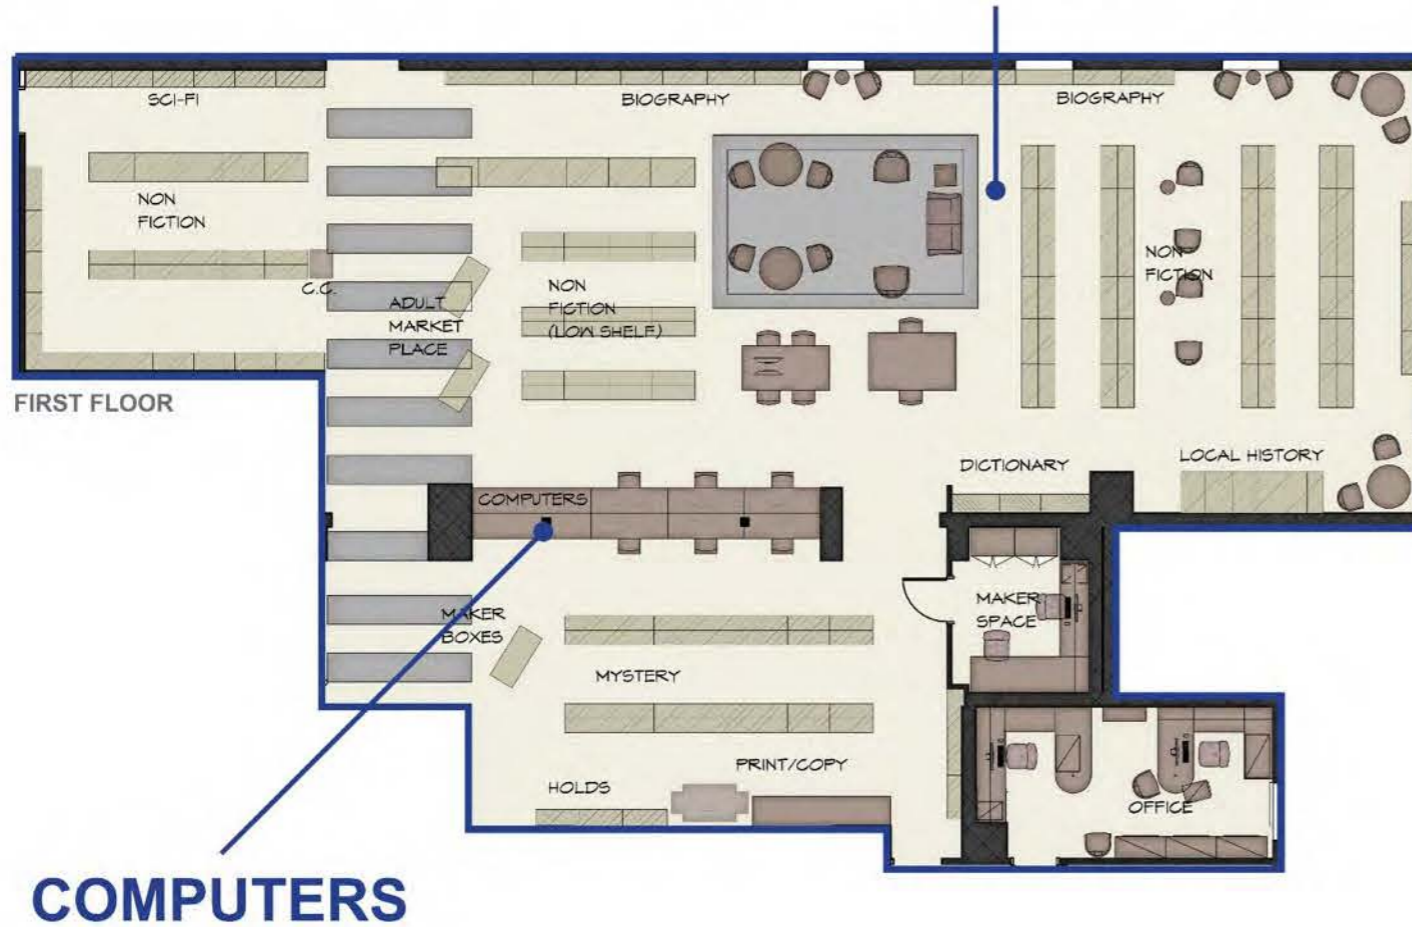 SCI-FI
BIOGRAPHY
BIOGRAPHY
NON
FICTION
NON
FICTION
C.C.
ADULT
MARKET
PLACE
NON
FICTION
(LOW SHELF)
FIRST FLOOR
DICTIONARY
LOCAL HISTORY
COMPUTERS
MAKER
SPACE
MAKER
BOXES
MYSTERY
PRINT/COPY
HOLDS
OFFICE
COMPUTERS